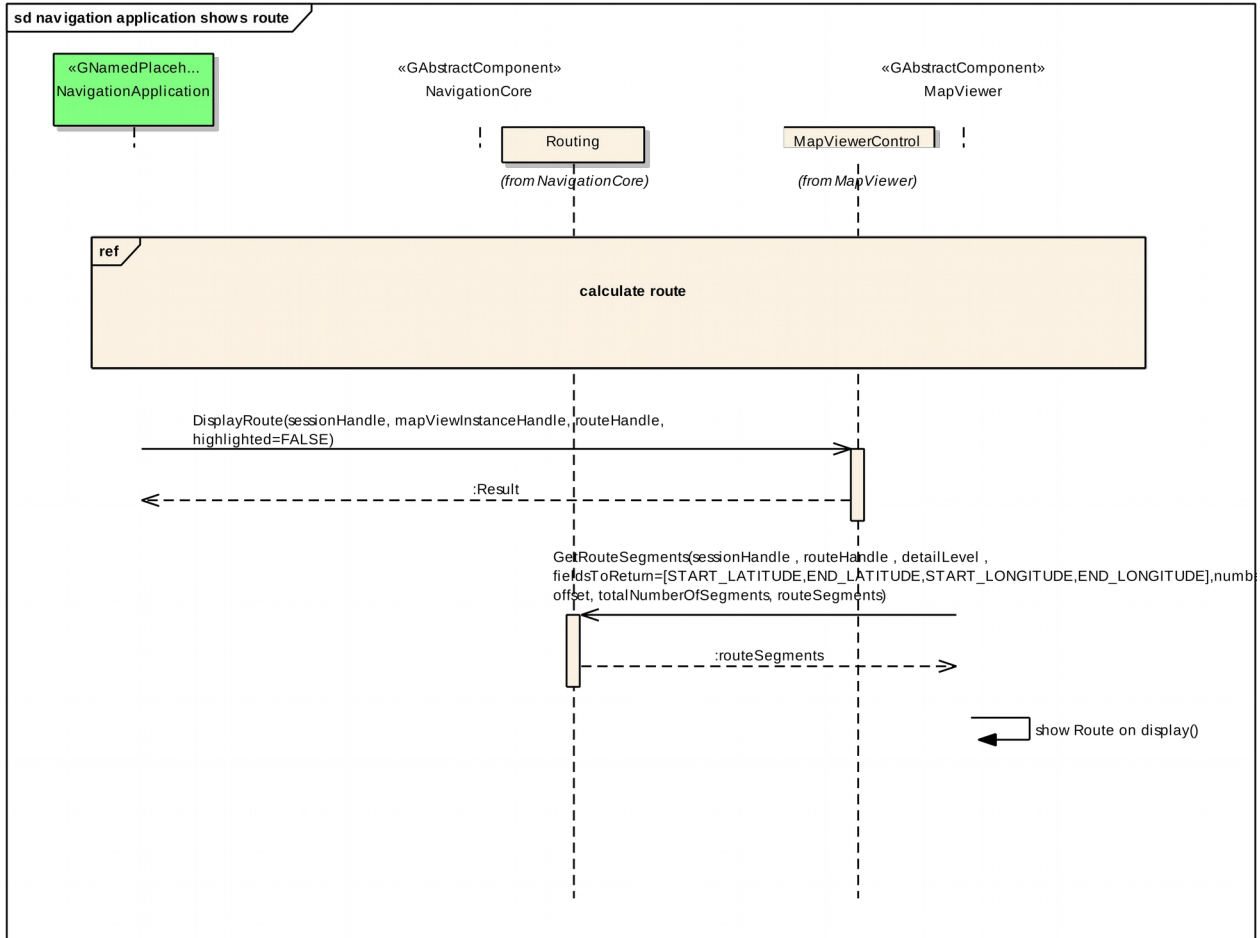 sd navigation application shows route
«GNamedPlaceh...
NavigationApplication
«GAbstractComponent»
NavigationCore
«GAbstractComponent»
MapViewer
Routing
MapViewerControl
(from NavigationCore)
(from MapViewer)
ref
calculate route
DisplayRoute(sessionHandle, mapViewInstanceHandle, routeHandle,
highlighted=FALSE)
:Result
GetRouteSegments(sessionHandle , routeHandle , detailLevel ,
fieldsToReturn=[START_LATITUDE,END_LATITUDE,START_LONGITUDE,END_LONGITUDE],numbe
offset, totalNumberOfSegments, routeSegments)
:routeSegments
show Route on display()